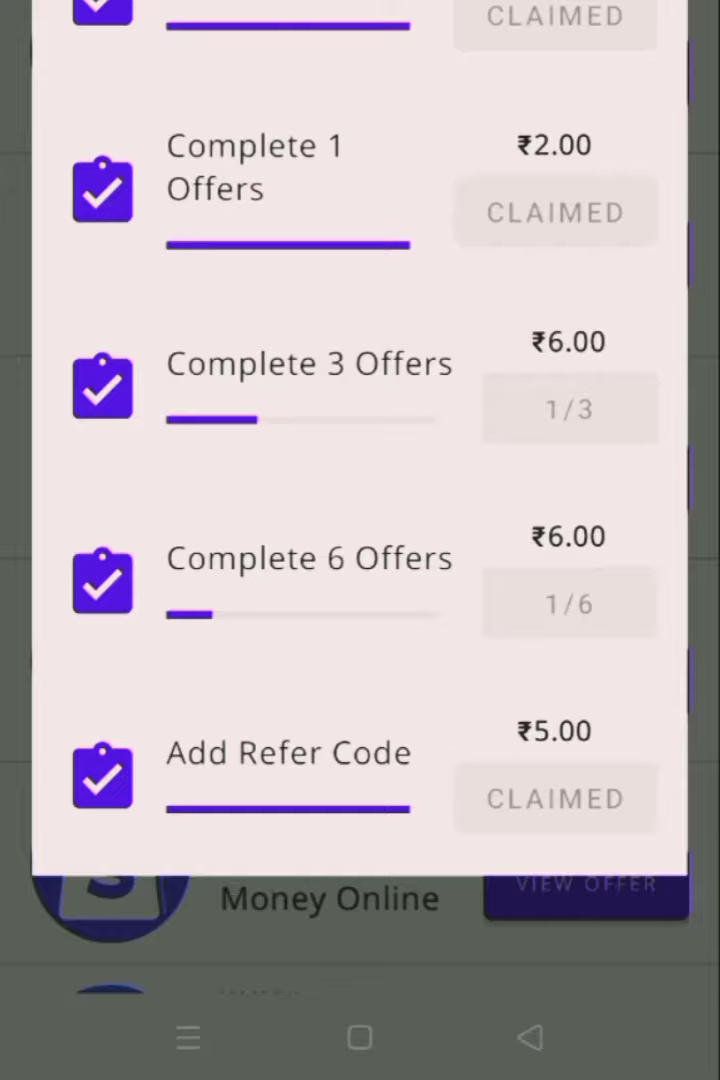 CLAIMED
Complete 1
Offers
₹2.00
CLAIMED
Complete 3 Offers
₹6.00
1/3
Complete 6 Offers
₹6.00
1/6
Add Refer Code
₹5.00
CLAIMED
Money Online
VIEW OFFER